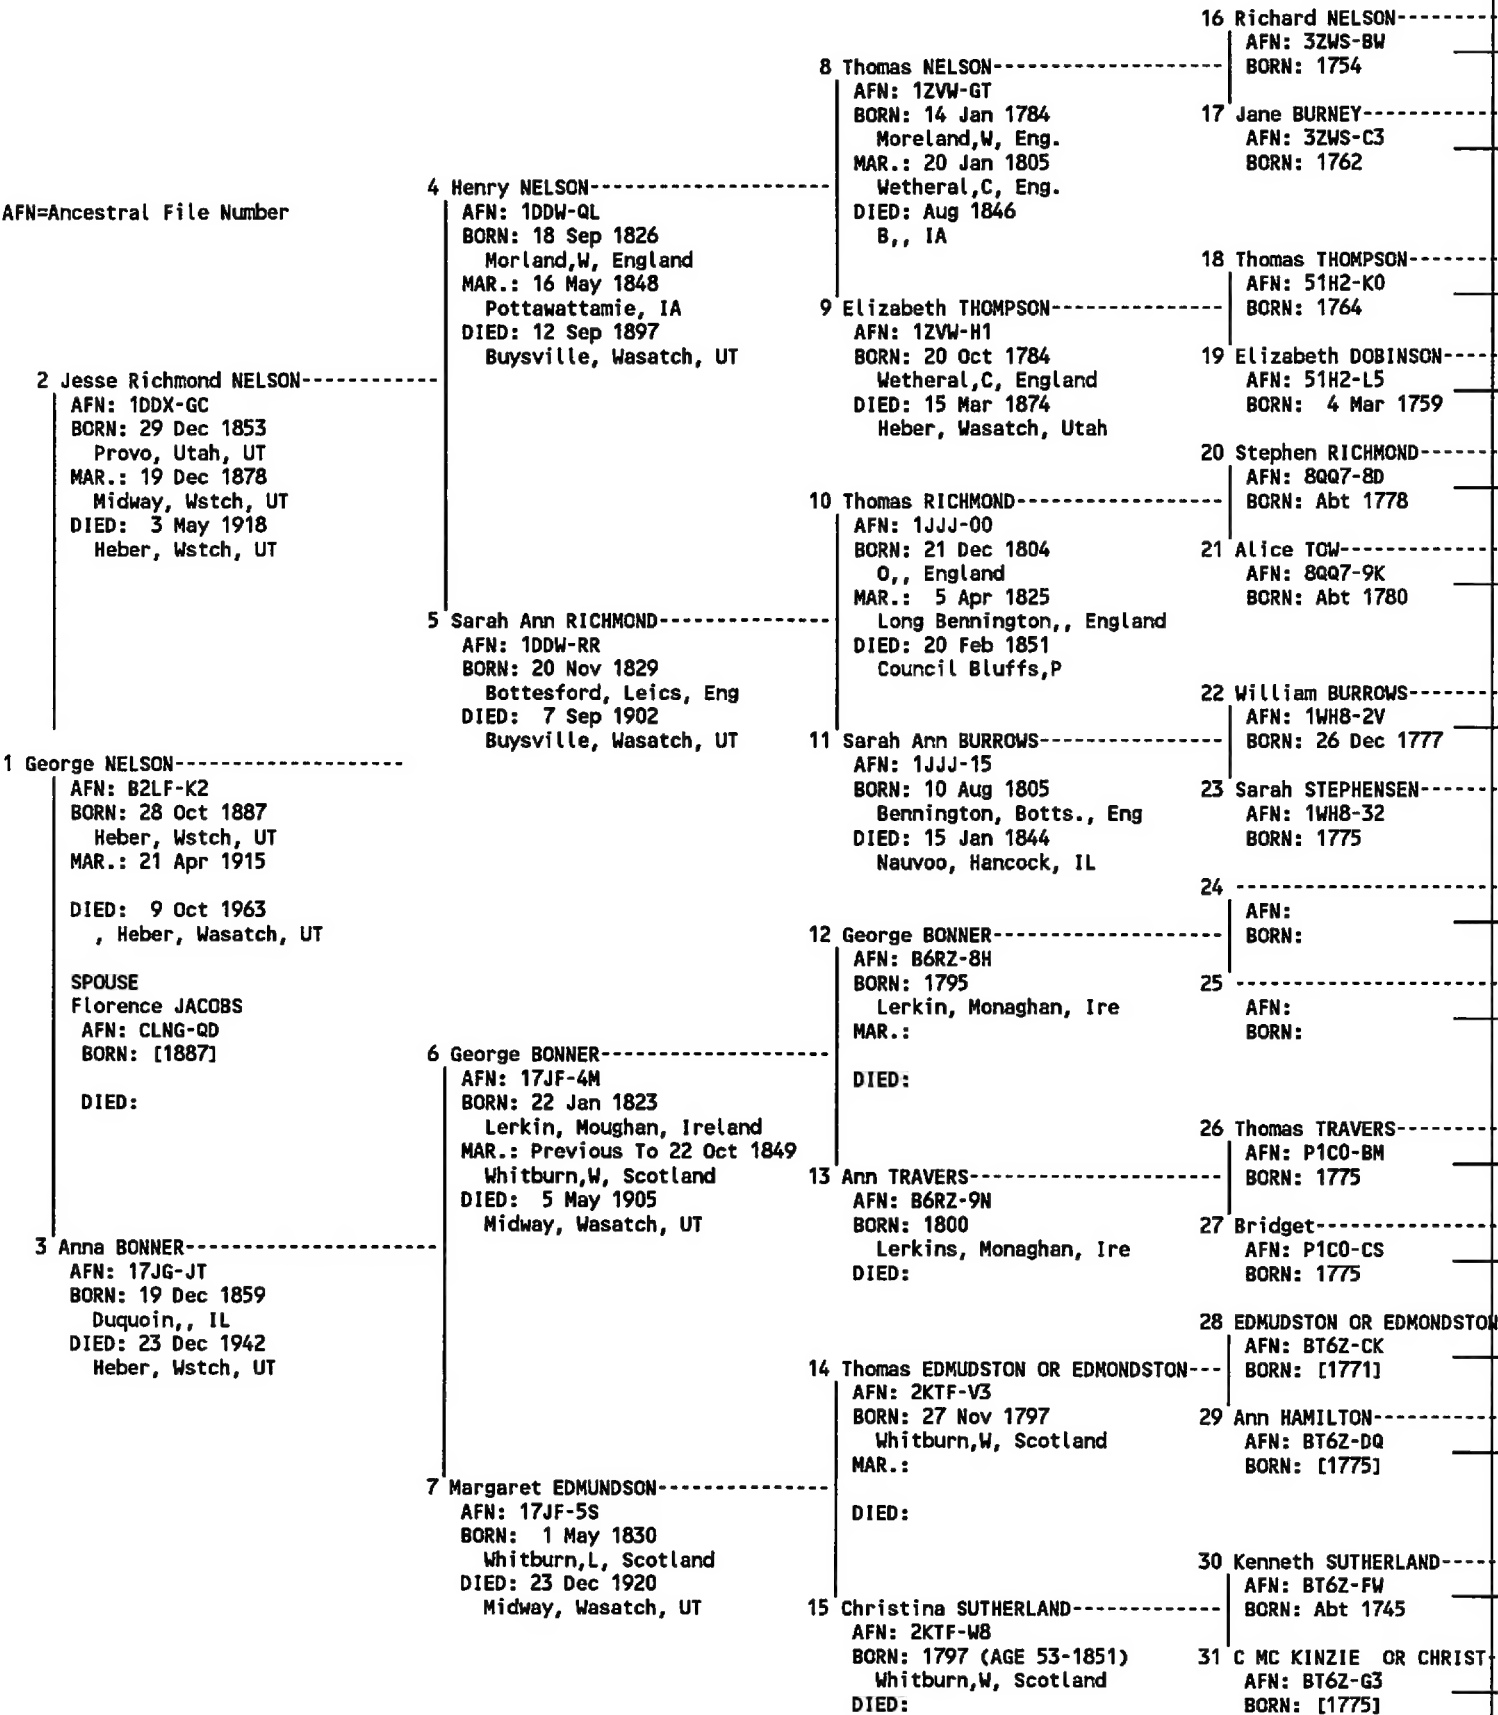 AFN=Ancestral File Number
1 George NELSON
AFN: B2LF-K2
BORN: 28 Oct 1887
Heber, Wstch, UT
MAR.: 21 Apr 1915
DIED: 9 Oct 1963
, Heber, Wasatch, UT
SPOUSE
Florence JACOBS
AFN: CLNG-QD
BORN: [1887]
DIED:
2 Jesse Richmond NELSON
AFN: 1DDX-GC
BORN: 29 Dec 1853
Provo, Utah, UT
MAR.: 19 Dec 1878
Midway, Wstch, UT
DIED: 3 May 1918
Heber, Wstch, UT
3 Anna BONNER
AFN: 17JG-JT
BORN: 19 Dec 1859
Duquoin,, IL
DIED: 23 Dec 1942
Heber, Wstch, UT
4 Henry NELSON
AFN: 1DDW-QL
BORN: 18 Sep 1826
Morland,W, England
MAR.: 16 May 1848
Pottawattamie, IA
DIED: 12 Sep 1897
Buysville, Wasatch, UT
5 Sarah Ann RICHMOND
AFN: 1DDW-RR
BORN: 20 Nov 1829
Bottesford, Leics, Eng
DIED: 7 Sep 1902
Buysville, Wasatch, UT
6 George BONNER
AFN: 17JF-4M
BORN: 22 Jan 1823
Lerkin, Moughan, Ireland
MAR.: Previous To 22 Oct 1849
Whitburn,W, Scotland
DIED: 5 May 1905
Midway, Wasatch, UT
7 Margaret EDMUNDSON
AFN: 17JF-5S
BORN: 1 May 1830
Whitburn,L, Scotland
DIED: 23 Dec 1920
Midway, Wasatch, UT
8 Thomas NELSON
AFN: 1ZVW-GT
BORN: 14 Jan 1784
Moreland,W, Eng.
MAR.: 20 Jan 1805
Wetheral,C, Eng.
DIED: Aug 1846
B,, IA
9 Elizabeth THOMPSON
AFN: 1ZVW-H1
BORN: 20 Oct 1784
Wetheral,C, England
DIED: 15 Mar 1874
Heber, Wasatch, Utah
10 Thomas RICHMOND
AFN: 1JJJ-00
BORN: 21 Dec 1804
O,, England
MAR.: 5 Apr 1825
Long Bennington,, England
DIED: 20 Feb 1851
Council Bluffs,P
11 Sarah Ann BURROWS
AFN: 1JJJ-15
BORN: 10 Aug 1805
Bennington, Botts., Eng
DIED: 15 Jan 1844
Nauvoo, Hancock, IL
12 George BONNER
AFN: B6RZ-8H
BORN: 1795
Lerkin, Monaghan, Ire
MAR.:
DIED:
13 Ann TRAVERS
AFN: B6RZ-9N
BORN: 1800
Lerkins, Monaghan, Ire
DIED:
14 Thomas EDMUDSTON OR EDMONDSTON
AFN: 2KTF-V3
BORN: 27 Nov 1797
Whitburn,W, Scotland
MAR.:
DIED:
15 Christina SUTHERLAND
AFN: 2KTF-W8
BORN: 1797 (AGE 53-1851)
Whitburn,W, Scotland
DIED:
16 Richard NELSON
AFN: 3ZWS-BW
BORN: 1754
17 Jane BURNEY
AFN: 3ZWS-C3
BORN: 1762
18 Thomas THOMPSON
AFN: 51H2-K0
BORN: 1764
19 Elizabeth DOBINSON
AFN: 51H2-L5
BORN: 4 Mar 1759
20 Stephen RICHMOND
AFN: 8QQ7-8D
BORN: Abt 1778
21 Alice TOW
AFN: 8QQ7-9K
BORN: Abt 1780
22 William BURROWS
AFN: 1WH8-2V
BORN: 26 Dec 1777
23 Sarah STEPHENSEN
AFN: 1WH8-32
BORN: 1775
24
AFN:
BORN:
25
AFN:
BORN:
26 Thomas TRAVERS
AFN: P1C0-BM
BORN: 1775
27 Bridget
AFN: P1C0-CS
BORN: 1775
28 EDMUDSTON OR EDMONDSTON
AFN: BT6Z-CK
BORN: [1771]
29 Ann HAMILTON
AFN: BT6Z-DQ
BORN: [1775]
30 Kenneth SUTHERLAND
AFN: BT6Z-FW
BORN: Abt 1745
31 C MC KINZIE OR CHRIST
AFN: BT6Z-G3
BORN: [1775]